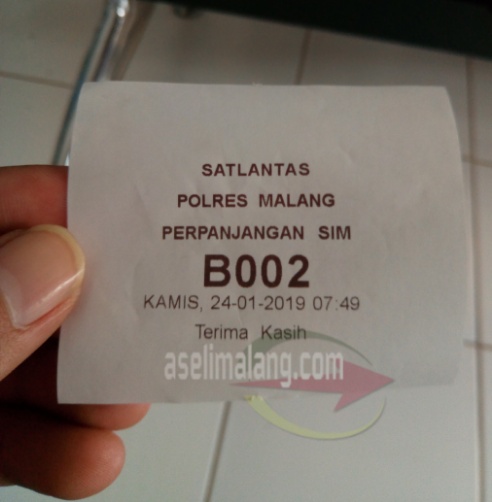 SATLANTAS
POLRES MALANG
PERPANJANGAN SIM
B002
KAMIS, 24-01-2019 07:49
Terima Kasih
aselimalang.com